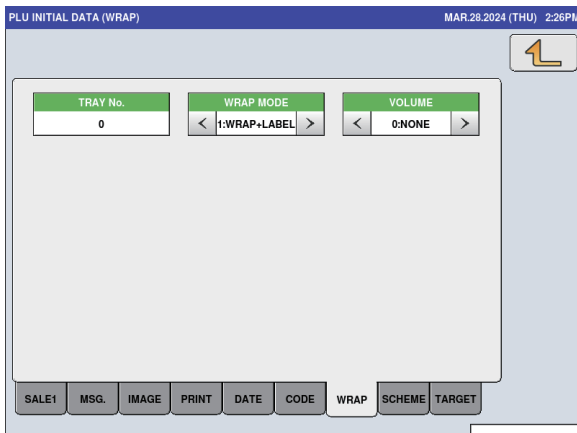 PLU INITIAL DATA (WRAP) MAR.28.2024 (THU) 2:26PM
TRAY No. WRAP MODE VOLUME
0 1:WRAP+LABEL 0:NONE
SALE1 MSG. IMAGE PRINT DATE CODE WRAP SCHEME TARGET